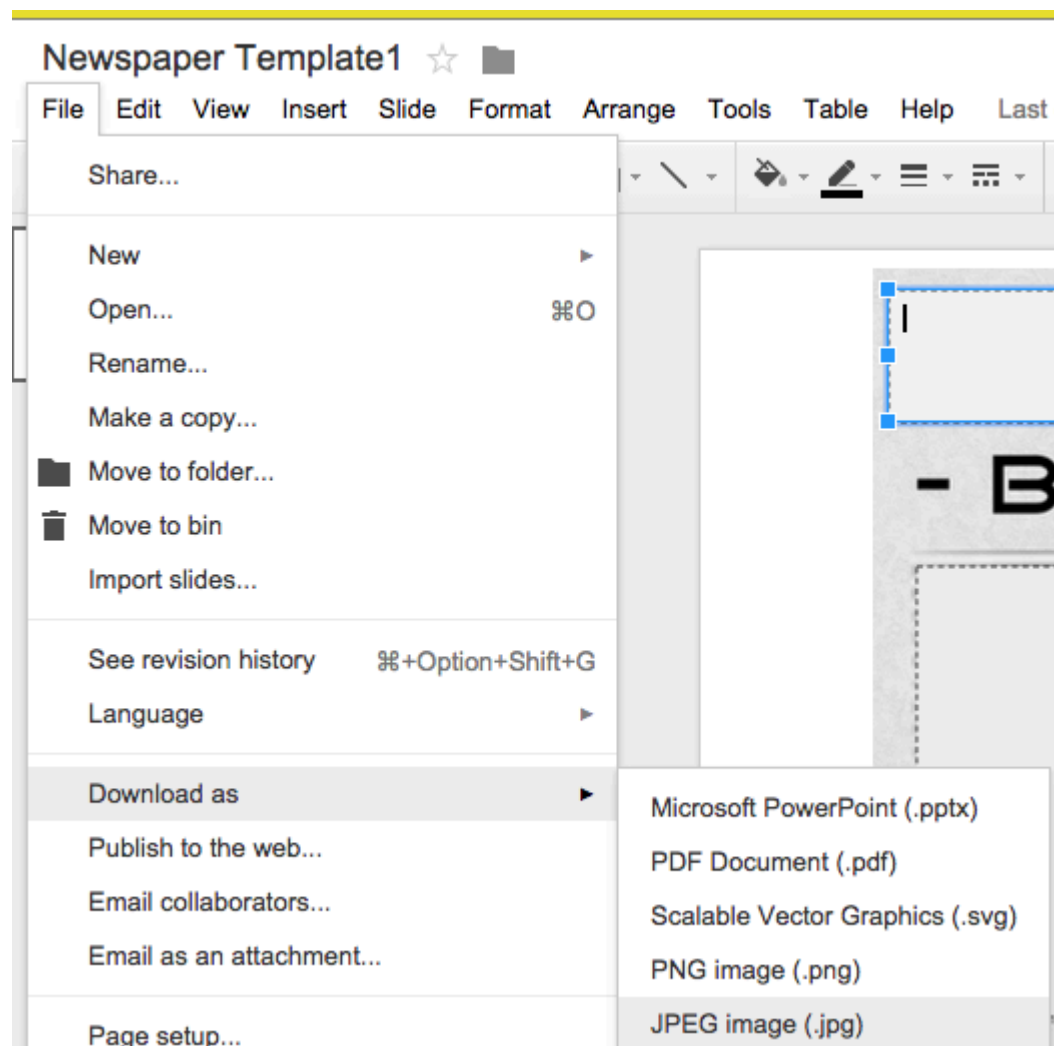 Newspaper Template1
File Edit View Insert Slide Format Arrange Tools Table Help Last
Share...
New
Open... ⌘O
Rename...
Make a copy...
Move to folder...
Move to bin
Import slides...
- B
See revision history ⌘+Option+Shift+G
Language
Download as
Microsoft PowerPoint (.pptx)
Publish to the web...
PDF Document (.pdf)
Email collaborators...
Scalable Vector Graphics (.svg)
Email as an attachment...
PNG image (.png)
Page setup...
JPEG image (.jpg)